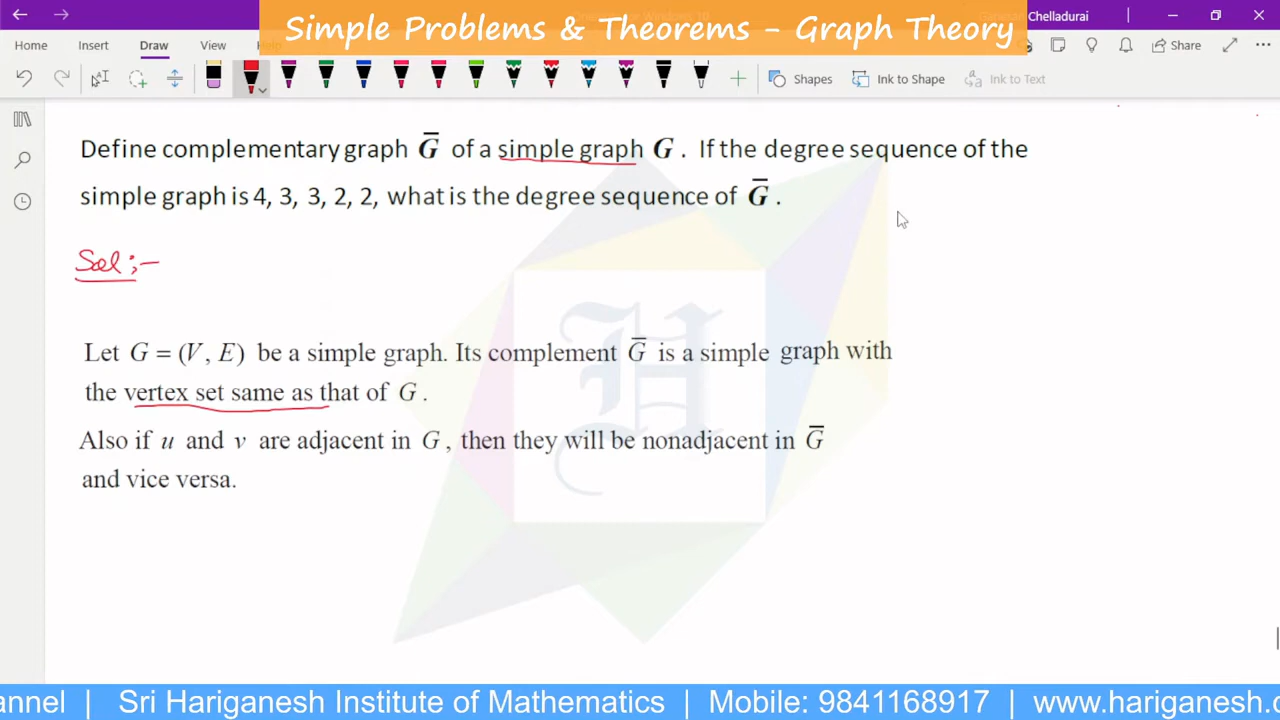 Simple Problems & Theorems - Graph Theory
Chelladurai
Home Insert Draw View
Share
Shapes Ink to Shape Ink to Text
Define complementary graph G̅ of a simple graph G . If the degree sequence of the
simple graph is 4, 3, 3, 2, 2, what is the degree sequence of G̅ .
Sol :-
Let G = (V, E) be a simple graph. Its complement G̅ is a simple graph with
the vertex set same as that of G .
Also if u and v are adjacent in G , then they will be nonadjacent in G̅
and vice versa.
annel | Sri Hariganesh Institute of Mathematics | Mobile: 9841168917 | www.hariganesh.c